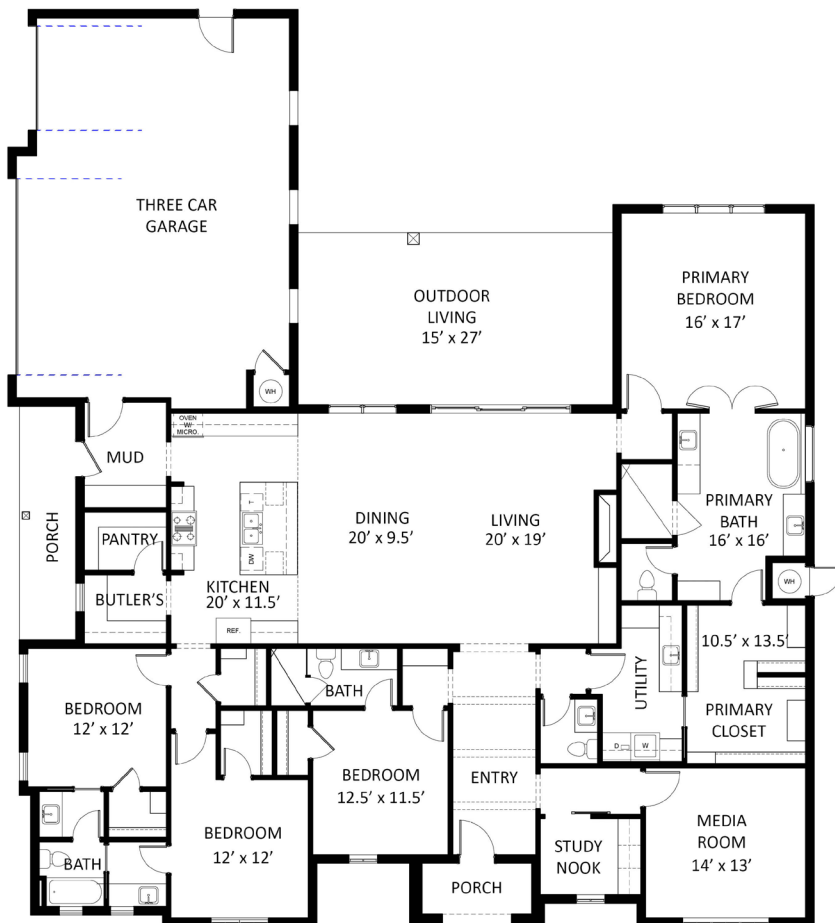 THREE CAR
GARAGE
WH
OUTDOOR
LIVING
15’ x 27’
PRIMARY
BEDROOM
16’ x 17’
OVEN
W/
MICRO.
MUD
PORCH
PANTRY
BUTLER’S
T
DW
KITCHEN
20’ x 11.5’
REF.
DINING
20’ x 9.5’
LIVING
20’ x 19’
PRIMARY
BATH
16’ x 16’
WH
10.5’ x 13.5’
PRIMARY
CLOSET
UTILITY
D
W
BEDROOM
12’ x 12’
BATH
BEDROOM
12.5’ x 11.5’
ENTRY
BATH
BEDROOM
12’ x 12’
PORCH
STUDY
NOOK
MEDIA
ROOM
14’ x 13’